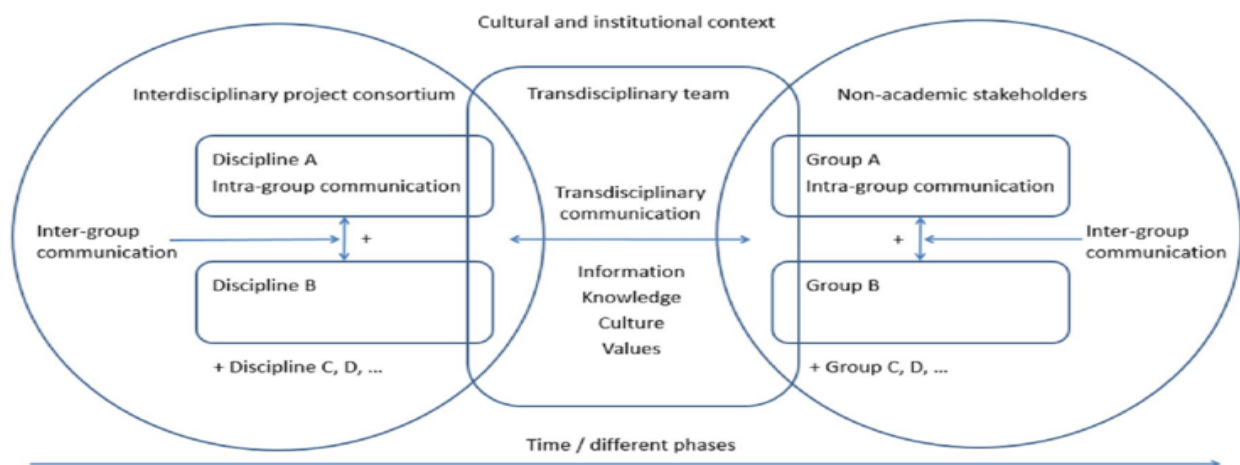 Cultural and institutional context
Interdisciplinary project consortium
Transdisciplinary team
Non-academic stakeholders
Discipline A
Intra-group communication
Inter-group
communication
+
Discipline B
+ Discipline C, D, ...
Transdisciplinary
communication
Information
Knowledge
Culture
Values
Group A
Intra-group communication
+
Inter-group
communication
Group B
+ Group C, D, ...
Time / different phases